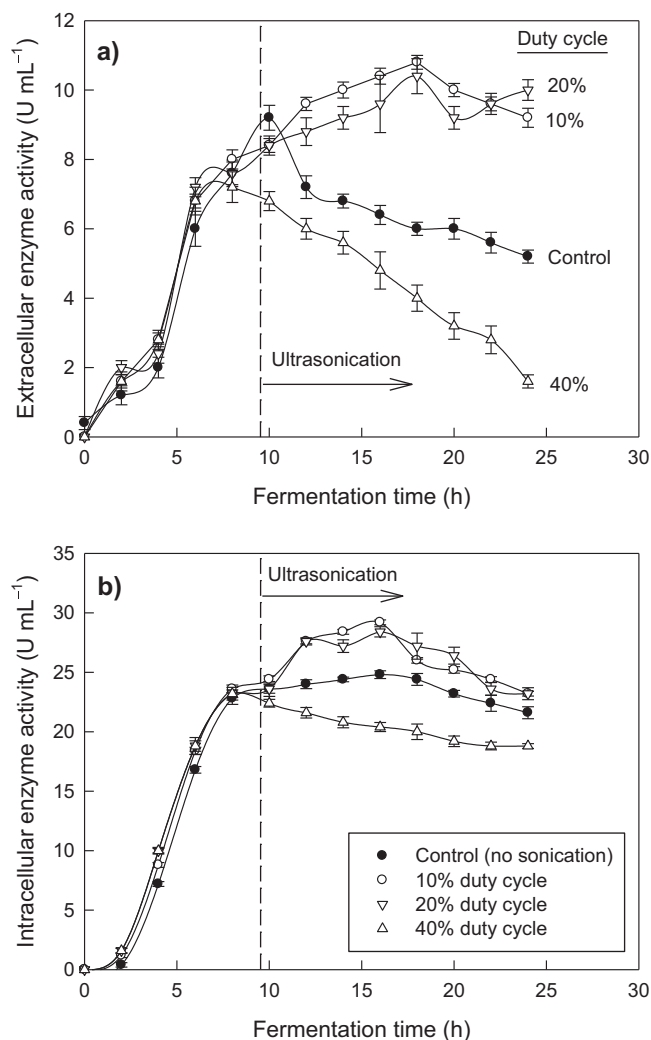 a)
Duty cycle
20%
10%
Control
40%
Ultrasonication
Extracellular enzyme activity (U mL⁻¹)
12
10
8
6
4
2
0
0 5 10 15 20 25 30
Fermentation time (h)
b)
Ultrasonication
Intracellular enzyme activity (U mL⁻¹)
35
30
25
20
15
10
5
0
Control (no sonication)
10% duty cycle
20% duty cycle
40% duty cycle
0 5 10 15 20 25 30
Fermentation time (h)